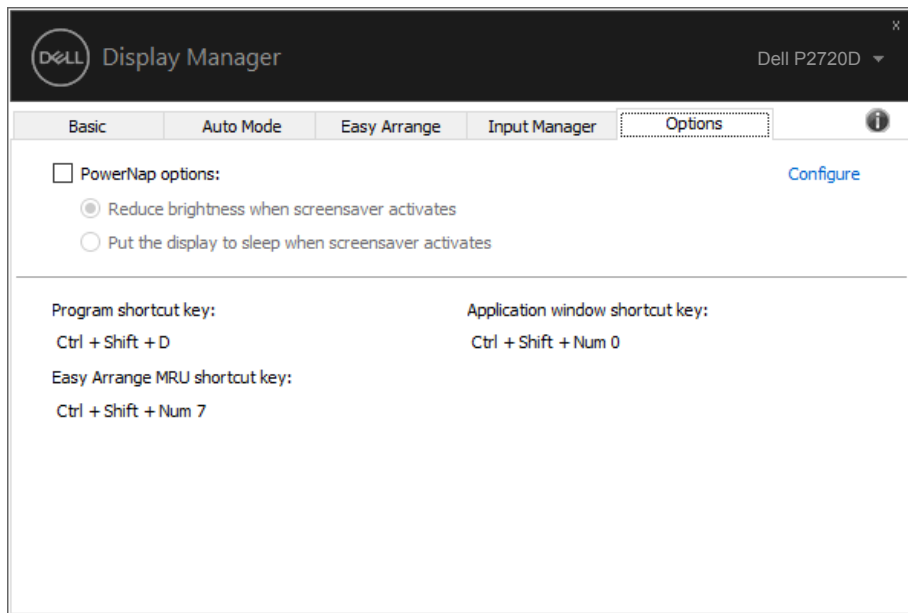 x
DELL Display Manager
Dell P2720D
Basic Auto Mode Easy Arrange Input Manager Options
PowerNap options: Configure
Reduce brightness when screensaver activates
Put the display to sleep when screensaver activates
Program shortcut key: Application window shortcut key:
Ctrl + Shift + D Ctrl + Shift + Num 0
Easy Arrange MRU shortcut key:
Ctrl + Shift + Num 7